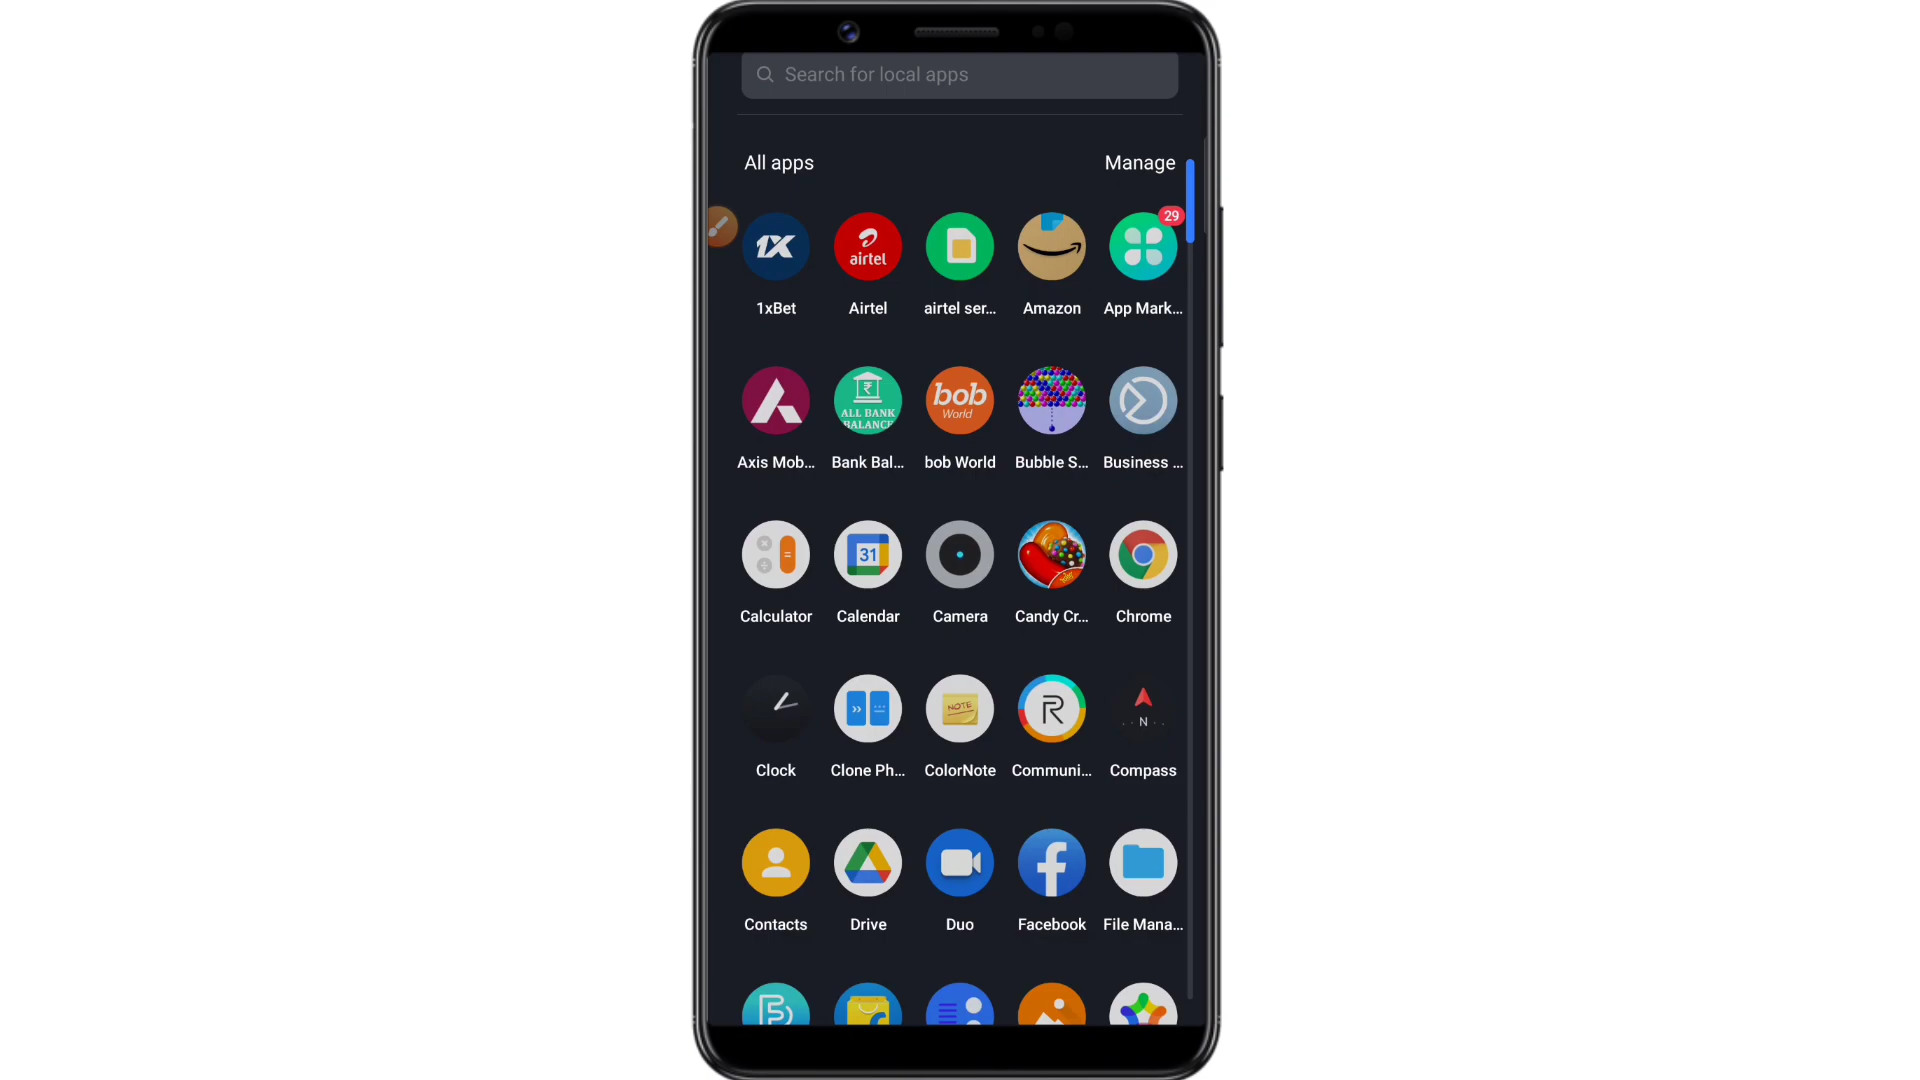 Search for local apps
All apps
Manage
29
1X
airtel
1xBet
Airtel
airtel ser...
Amazon
App Mark...
ALL BANK
BALANCE
bob
World
Axis Mob...
Bank Bal...
bob World
Bubble S...
Business ...
31
Calculator
Calendar
Camera
Candy Cr...
Chrome
NOTE
R
N
Clock
Clone Ph...
ColorNote
Communi...
Compass
Contacts
Drive
Duo
Facebook
File Mana...